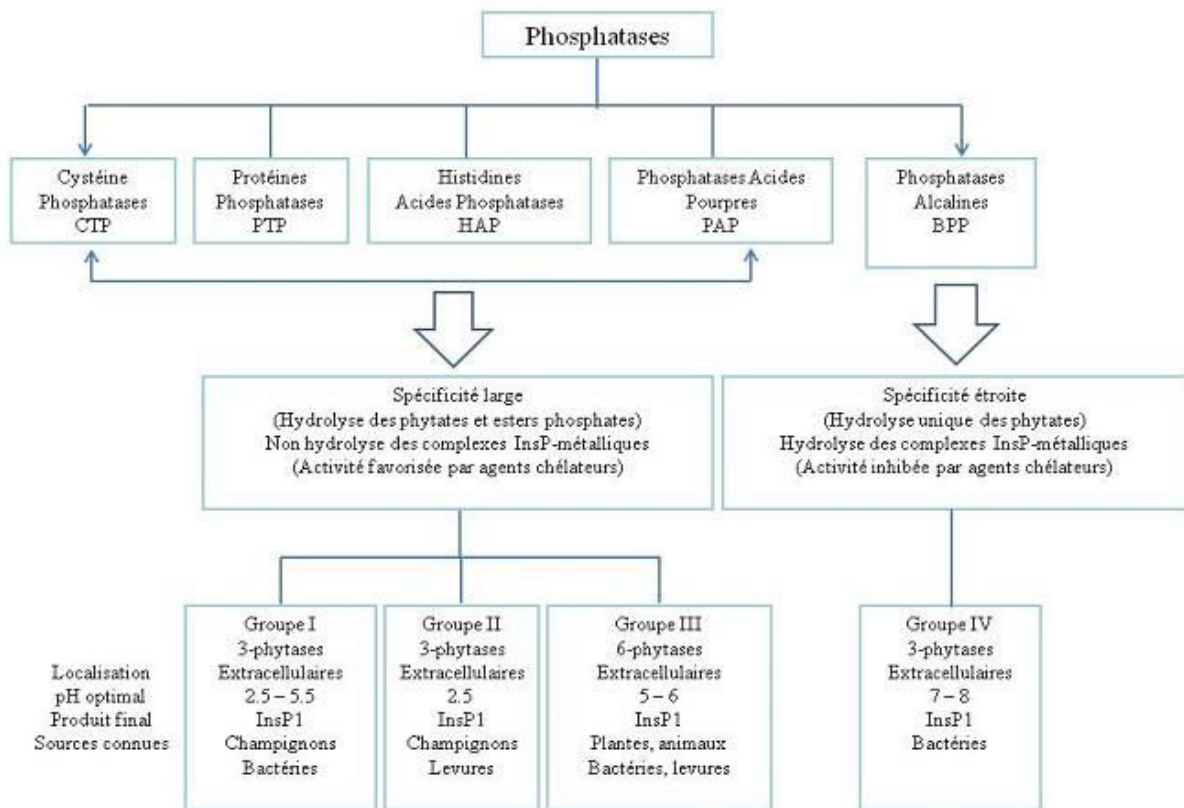 Phosphatases
Cystéine
Phosphatases
CTP
Protéines
Phosphatases
PTP
Histidines
Acides Phosphatases
HAP
Phosphatases Acides
Pourpres
PAP
Phosphatases
Alcalines
BPP
Spécificité large
(Hydrolyse des phytates et esters phosphates)
Non hydrolyse des complexes InsP-métalliques
(Activité favorisée par agents chélateurs)
Spécificité étroite
(Hydrolyse unique des phytates)
Hydrolyse des complexes InsP-métalliques
(Activité inhibée par agents chélateurs)
Localisation
pH optimal
Produit final
Sources connues
Groupe I
3-phytases
Extracellulaires
2.5 – 5.5
InsP1
Champignons
Bactéries
Groupe II
3-phytases
Extracellulaires
2.5
InsP1
Champignons
Levures
Groupe III
6-phytases
Extracellulaires
5 – 6
InsP1
Plantes, animaux
Bactéries, levures
Groupe IV
3-phytases
Extracellulaires
7 – 8
InsP1
Bactéries